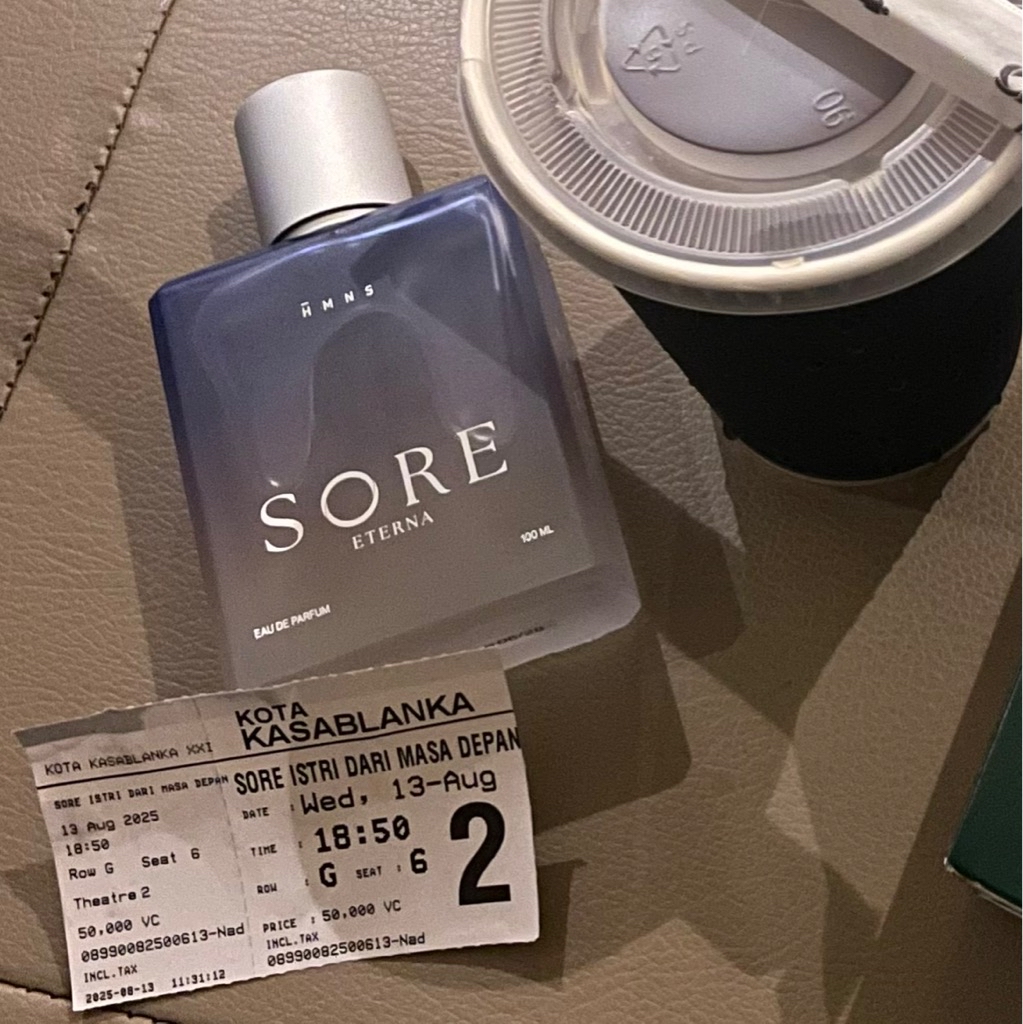 PS
06
HMNS
SORE
ETERNA
100 ML
EAU DE PARFUM
KOTA KASABLANKA XXI
SORE ISTRI DARI MASA DEPAN
13 Aug 2025
18:50
Row G Seat 6
Theatre 2
50,000 VC
08990082500613-Nad
INCL.TAX
2025-08-13 11:31:12
KOTA
KASABLANKA
SORE ISTRI DARI MASA DEPAN
DATE : Wed, 13-Aug
TIME : 18:50
ROW : G SEAT : 6
2
PRICE : 50,000 VC
INCL.TAX
08990082500613-Nad